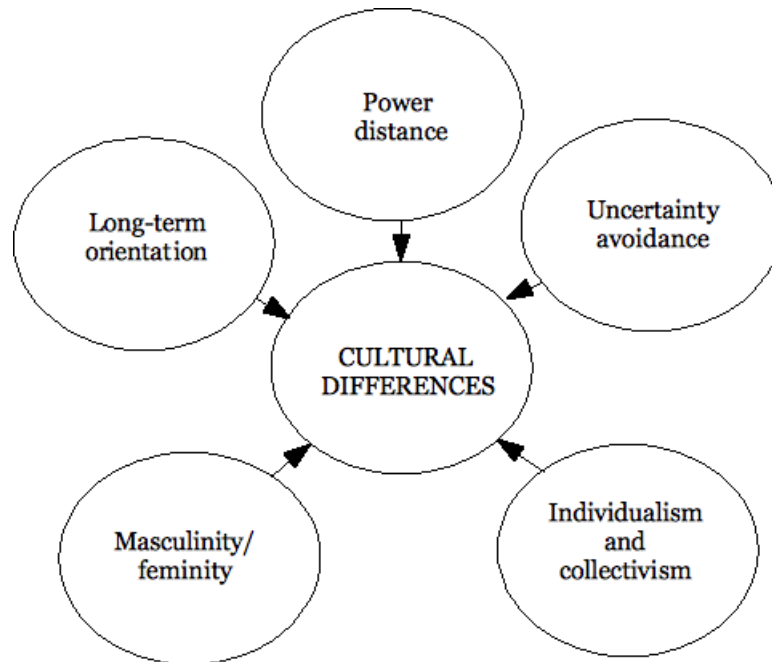 Power
distance
Long-term
orientation
Uncertainty
avoidance
CULTURAL
DIFFERENCES
Masculinity/
feminity
Individualism
and
collectivism